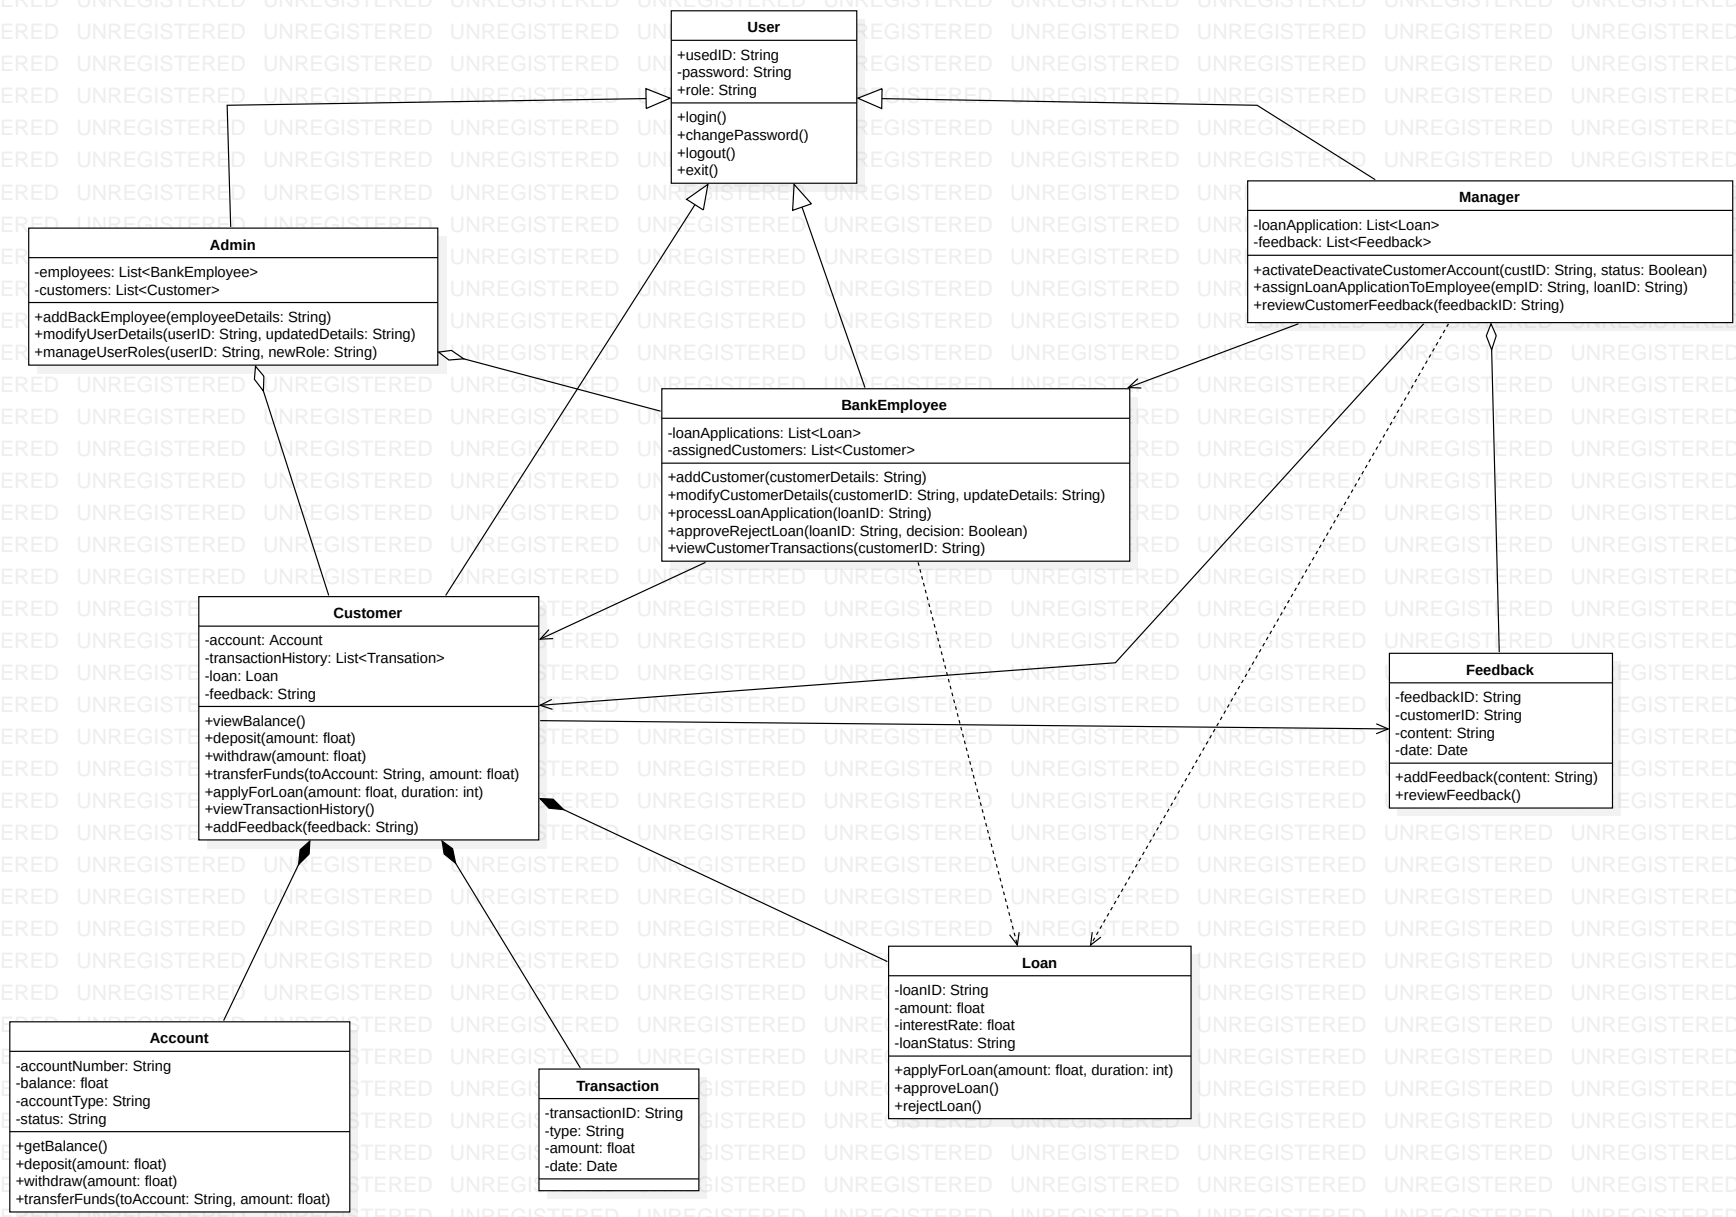 User
+usedID: String
-password: String
+role: String
+login()
+changePassword()
+logout()
+exit()
Manager
-loanApplication: List<Loan>
-feedback: List<Feedback>
+activateDeactivateCustomerAccount(custID: String, status: Boolean)
+assignLoanApplicationToEmployee(empID: String, loanID: String)
+reviewCustomerFeedback(feedbackID: String)
Admin
-employees: List<BankEmployee>
-customers: List<Customer>
+addBackEmployee(employeeDetails: String)
+modifyUserDetails(userID: String, updatedDetails: String)
+manageUserRoles(userID: String, newRole: String)
BankEmployee
-loanApplications: List<Loan>
-assignedCustomers: List<Customer>
+addCustomer(customerDetails: String)
+modifyCustomerDetails(customerID: String, updateDetails: String)
+processLoanApplication(loanID: String)
+approveRejectLoan(loanID: String, decision: Boolean)
+viewCustomerTransactions(customerID: String)
Customer
-account: Account
-transactionHistory: List<Transation>
-loan: Loan
-feedback: String
+viewBalance()
+deposit(amount: float)
+withdraw(amount: float)
+transferFunds(toAccount: String, amount: float)
+applyForLoan(amount: float, duration: int)
+viewTransactionHistory()
+addFeedback(feedback: String)
Feedback
-feedbackID: String
-customerID: String
-content: String
-date: Date
+addFeedback(content: String)
+reviewFeedback()
Loan
-loanID: String
-amount: float
-interestRate: float
-loanStatus: String
+applyForLoan(amount: float, duration: int)
+approveLoan()
+rejectLoan()
Account
-accountNumber: String
-balance: float
-accountType: String
-status: String
+getBalance()
+deposit(amount: float)
+withdraw(amount: float)
+transferFunds(toAccount: String, amount: float)
Transaction
-transactionID: String
-type: String
-amount: float
-date: Date
UNREGISTERED